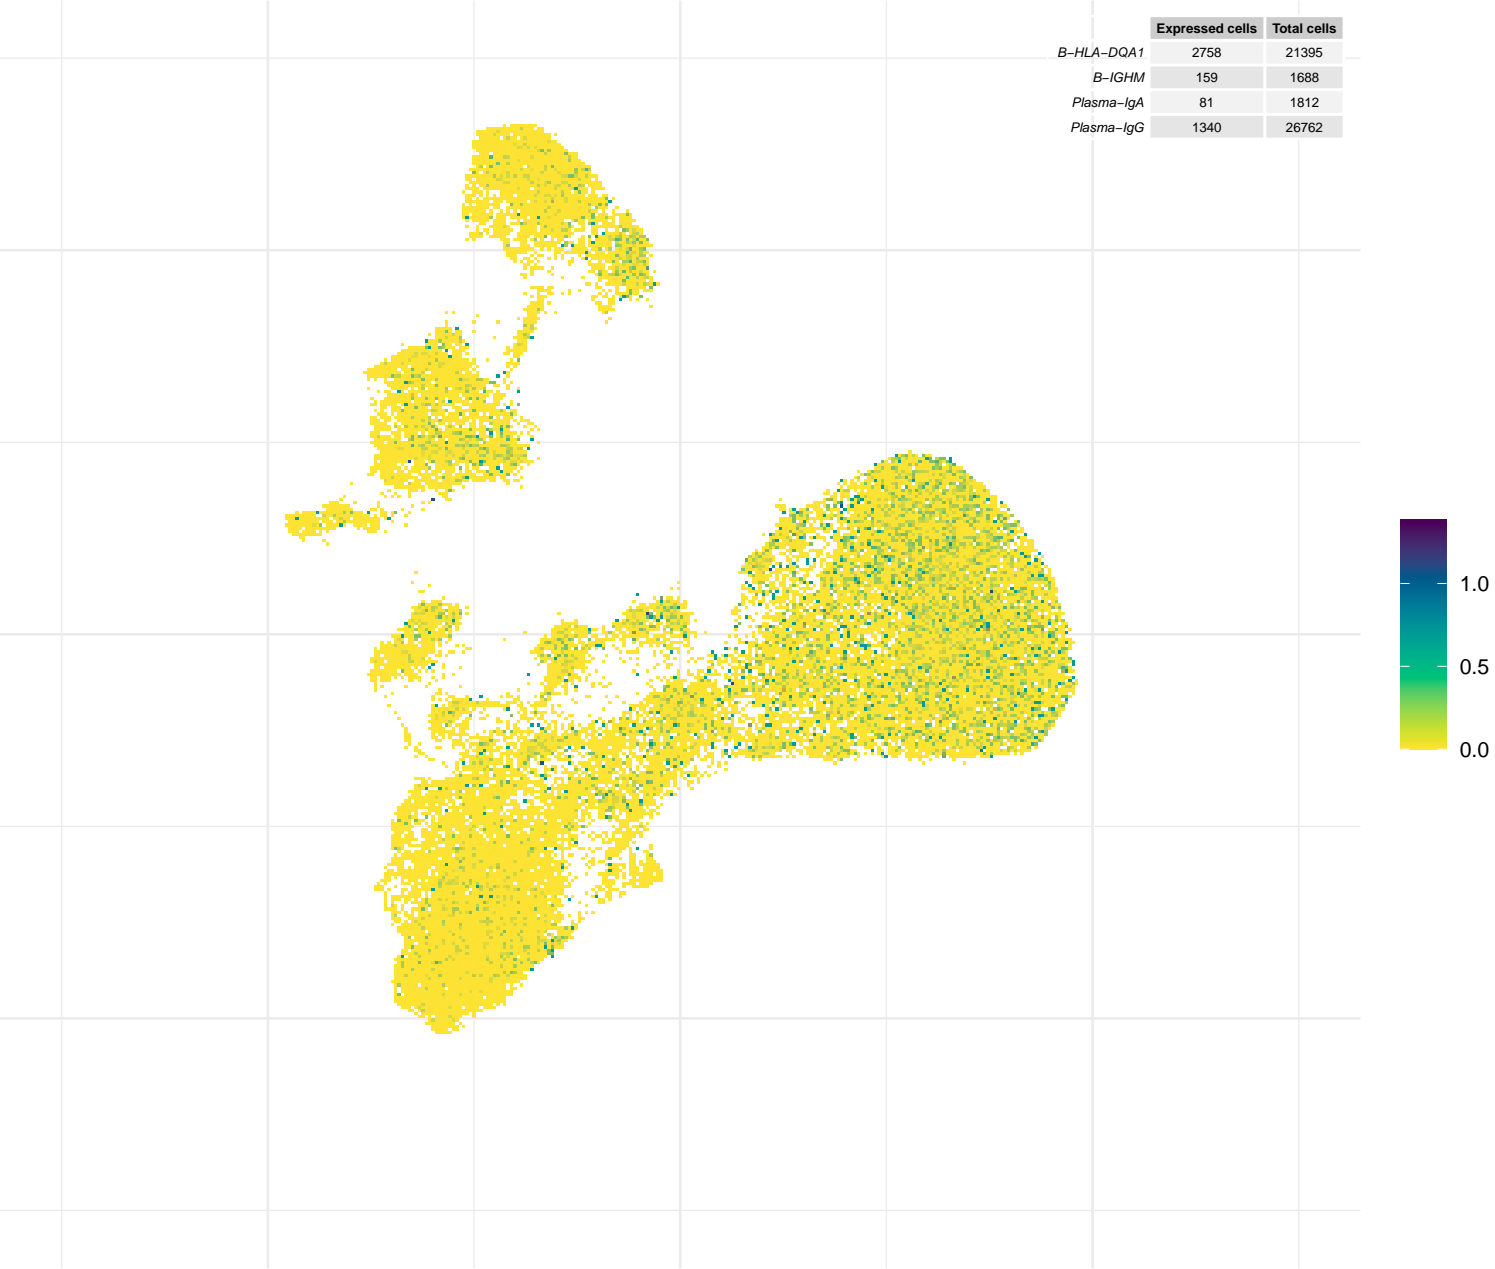 Expressed cells Total cells
B−HLA−DQA1 2758 21395
B−IGHM 159 1688
Plasma−IgA 81 1812
Plasma−IgG 1340 26762
1.0
0.5
0.0